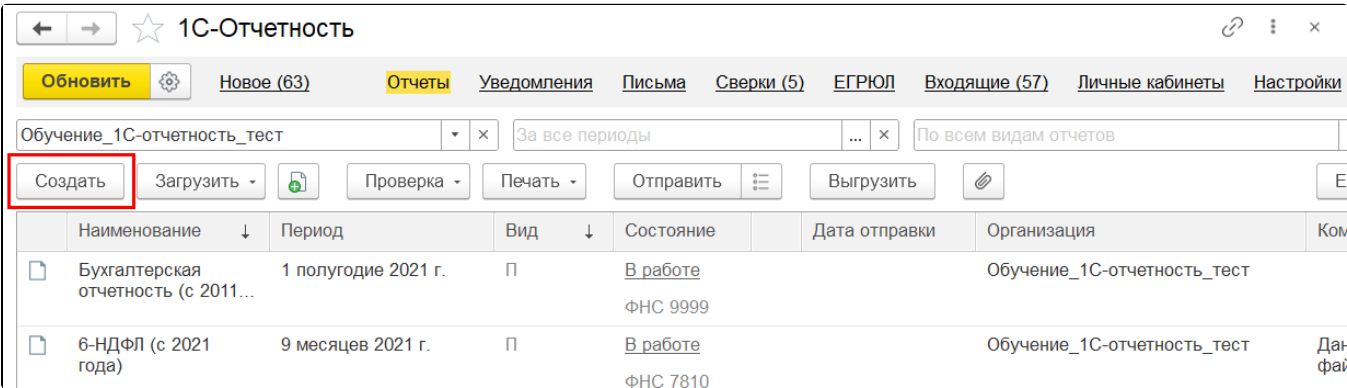 1С-Отчетность
Обновить Новое (63) Отчеты Уведомления Письма Сверки (5) ЕГРЮЛ Входящие (57) Личные кабинеты Настройки
Обучение_1С-отчетность_тест За все периоды ... По всем видам отчетов
Создать Загрузить Проверка Печать Отправить Выгрузить Е
Наименование ↓ Период Вид ↓ Состояние Дата отправки Организация Ком
Бухгалтерская 1 полугодие 2021 г. П В работе Обучение_1С-отчетность_тест
отчетность (с 2011...
ФНС 9999
6-НДФЛ (с 2021 9 месяцев 2021 г. П В работе Обучение_1С-отчетность_тест Дан
года) фай
ФНС 7810